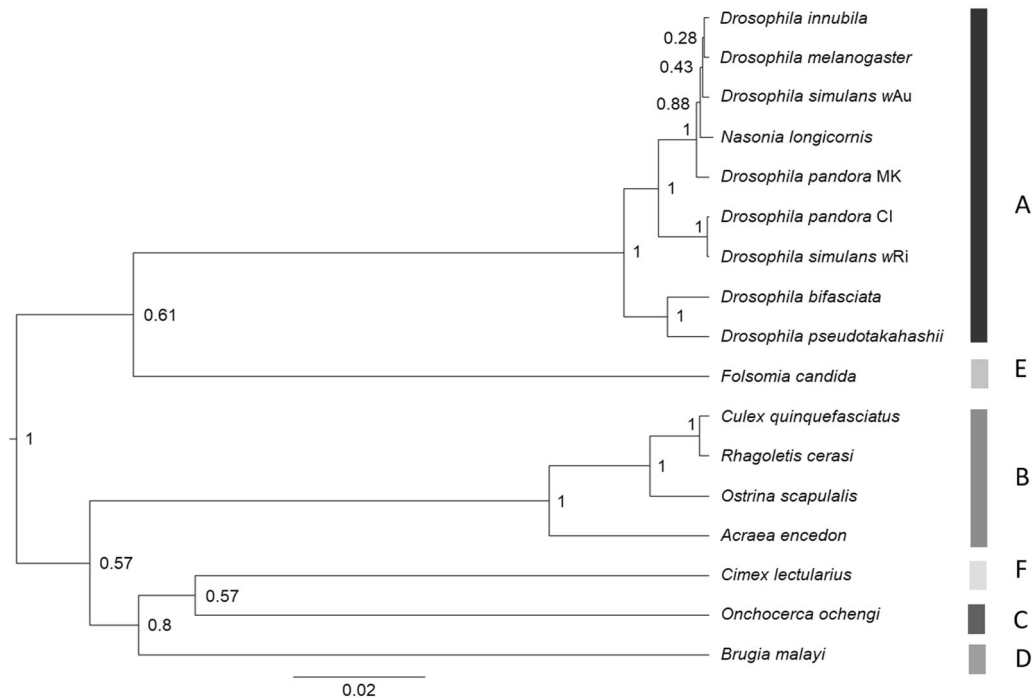 Drosophila innubila
0.28
Drosophila melanogaster
0.43
Drosophila simulans wAu
0.88
Nasonia longicornis
1
Drosophila pandora MK
1
A
Drosophila pandora CI
1
1
Drosophila simulans wRi
Drosophila bifasciata
0.61
1
Drosophila pseudotakahashii
E
Folsomia candida
Culex quinquefasciatus
1
1
Rhagoletis cerasi
1
B
Ostrina scapulalis
1
Acraea encedon
0.57
Cimex lectularius
F
0.57
Onchocerca ochengi
C
0.8
Brugia malayi
D
0.02